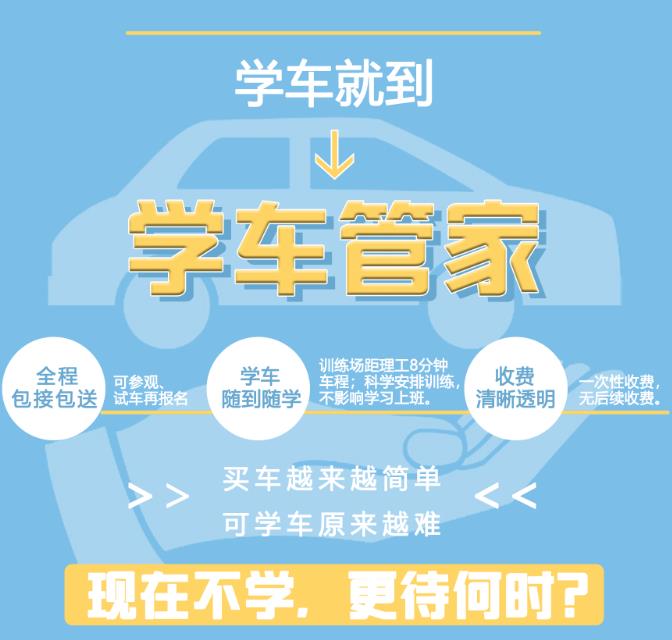 学车就到
学车管家
全程
包接包送
可参观、
试车再报名
学车
随到随学
训练场距理工8分钟
车程；科学安排训练，
不影响学习上班。
收费
清晰透明
一次性收费，
无后续收费。
买车越来越简单
可学车原来越难
现在不学，更待何时？